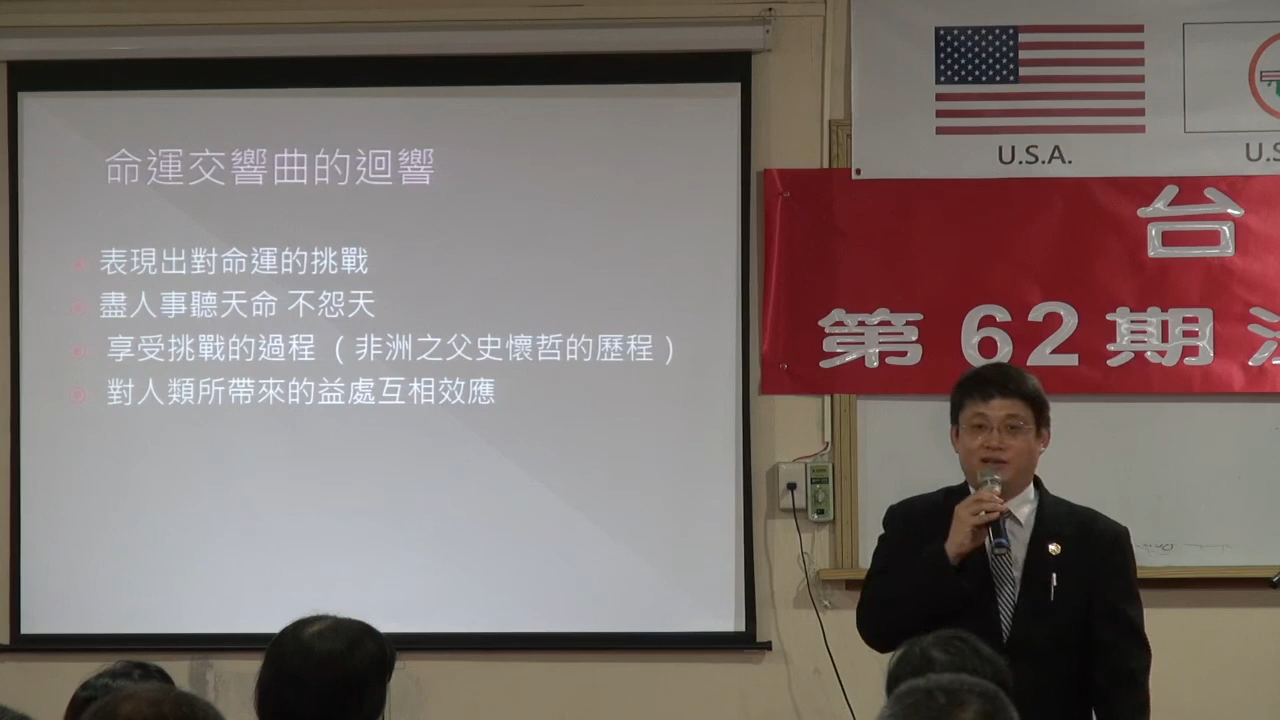 命運交響曲的迴響
表現出對命運的挑戰
盡人事聽天命 不怨天
享受挑戰的過程（非洲之父史懷哲的歷程）
對人類所帶來的益處互相效應
U.S.A.
U.S
台
第 62 期